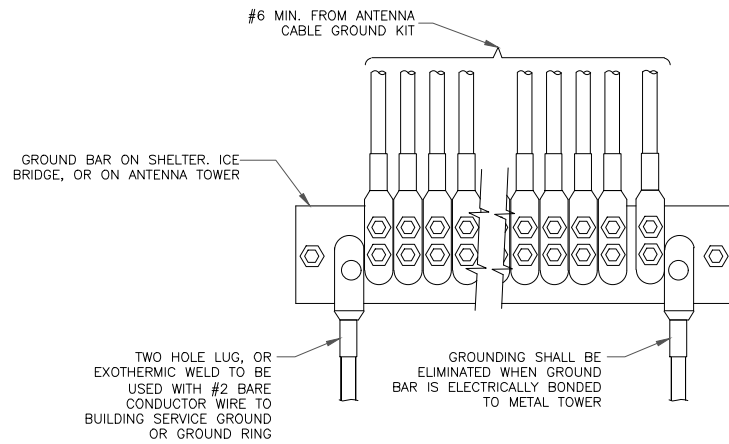 #6 MIN. FROM ANTENNA
CABLE GROUND KIT
GROUND BAR ON SHELTER. ICE
BRIDGE, OR ON ANTENNA TOWER
TWO HOLE LUG, OR
EXOTHERMIC WELD TO BE
USED WITH #2 BARE
CONDUCTOR WIRE TO
BUILDING SERVICE GROUND
OR GROUND RING
GROUNDING SHALL BE
ELIMINATED WHEN GROUND
BAR IS ELECTRICALLY BONDED
TO METAL TOWER